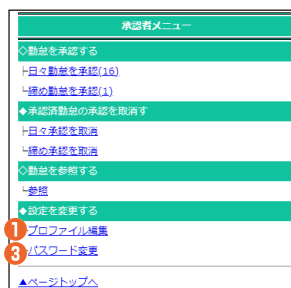 承認者メニュー
◇勤怠を承認する
├日々勤怠を承認(16)
└締め勤怠を承認(1)
◆承認済勤怠の承認を取消す
├日々承認を取消
└締め承認を取消
◇勤怠を参照する
└参照
◆設定を変更する
1 プロファイル編集
3 パスワード変更
▲ページトップへ